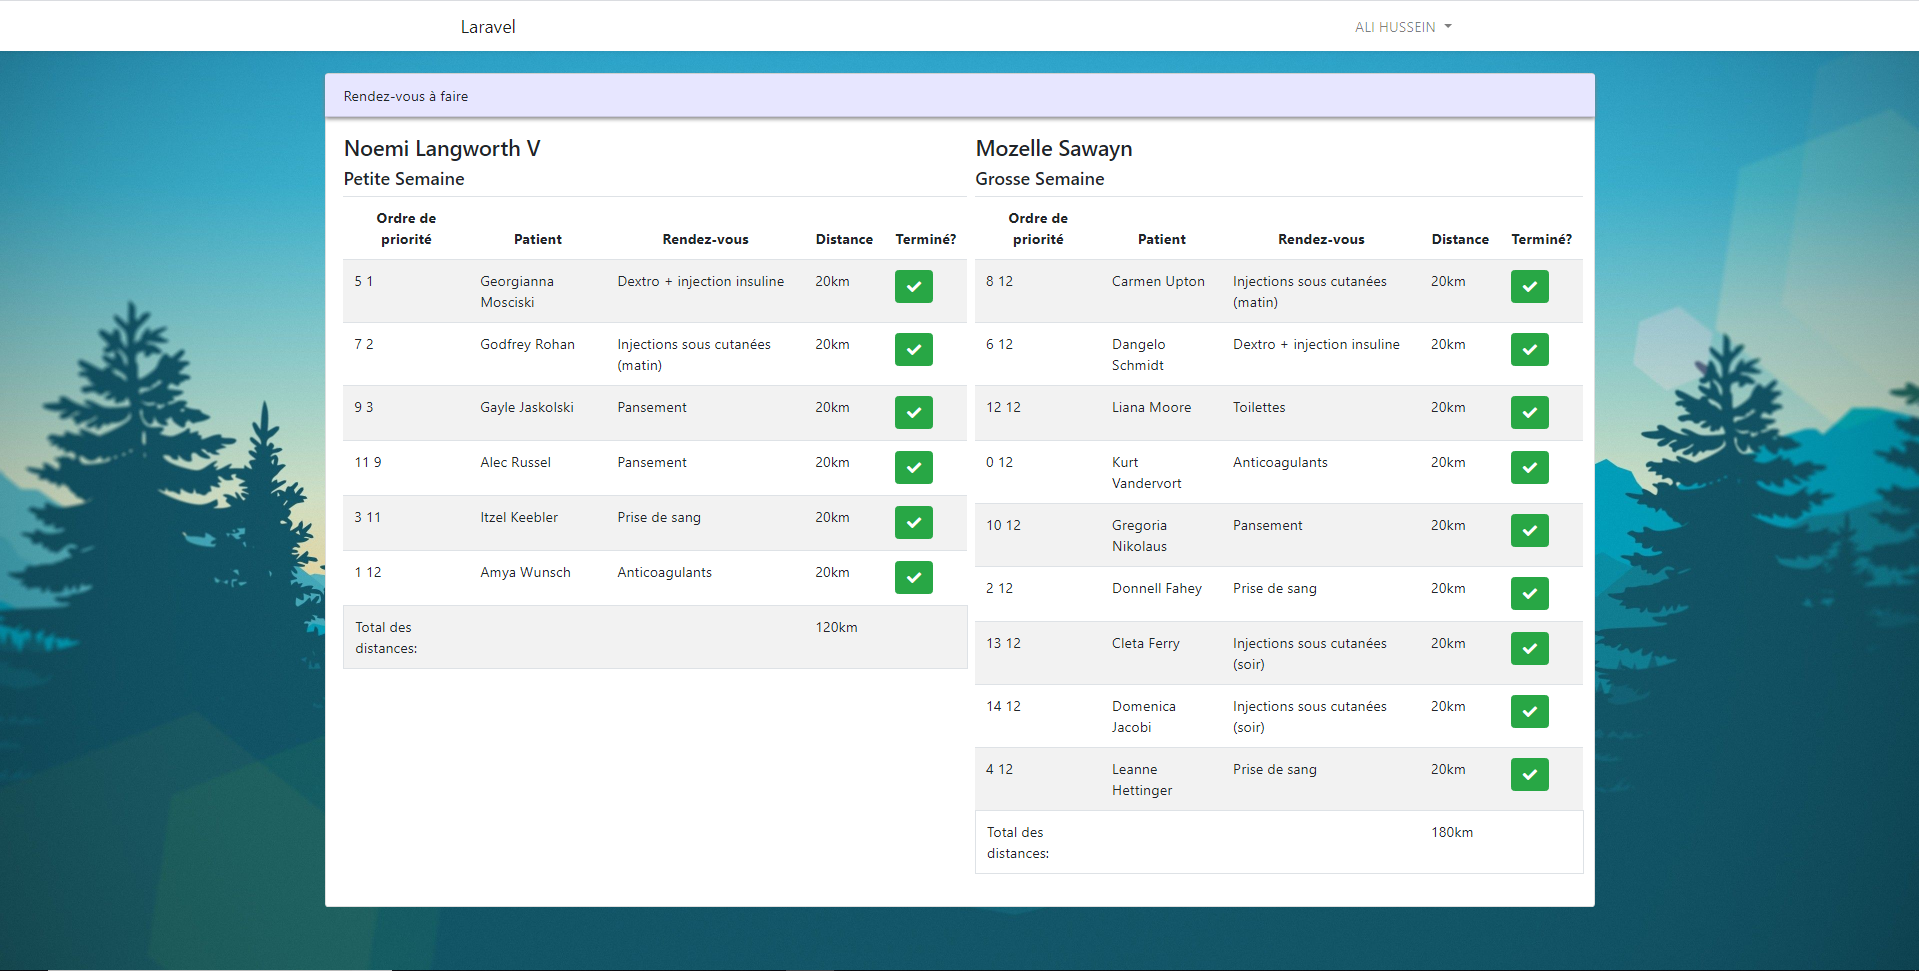 Laravel
ALI HUSSEIN
Rendez-vous à faire
Noemi Langworth V
Petite Semaine
Ordre de
priorité Patient Rendez-vous Distance Terminé?
5 1 Georgianna Dextro + injection insuline 20km
Mosciski
7 2 Godfrey Rohan Injections sous cutanées 20km
(matin)
9 3 Gayle Jaskolski Pansement 20km
11 9 Alec Russel Pansement 20km
3 11 Itzel Keebler Prise de sang 20km
1 12 Amya Wunsch Anticoagulants 20km
Total des 120km
distances:
Mozelle Sawayn
Grosse Semaine
Ordre de
priorité Patient Rendez-vous Distance Terminé?
8 12 Carmen Upton Injections sous cutanées 20km
(matin)
6 12 Dangelo Dextro + injection insuline 20km
Schmidt
12 12 Liana Moore Toilettes 20km
0 12 Kurt Anticoagulants 20km
Vandervort
10 12 Gregoria Pansement 20km
Nikolaus
2 12 Donnell Fahey Prise de sang 20km
13 12 Cleta Ferry Injections sous cutanées 20km
(soir)
14 12 Domenica Injections sous cutanées 20km
Jacobi (soir)
4 12 Leanne Prise de sang 20km
Hettinger
Total des 180km
distances: